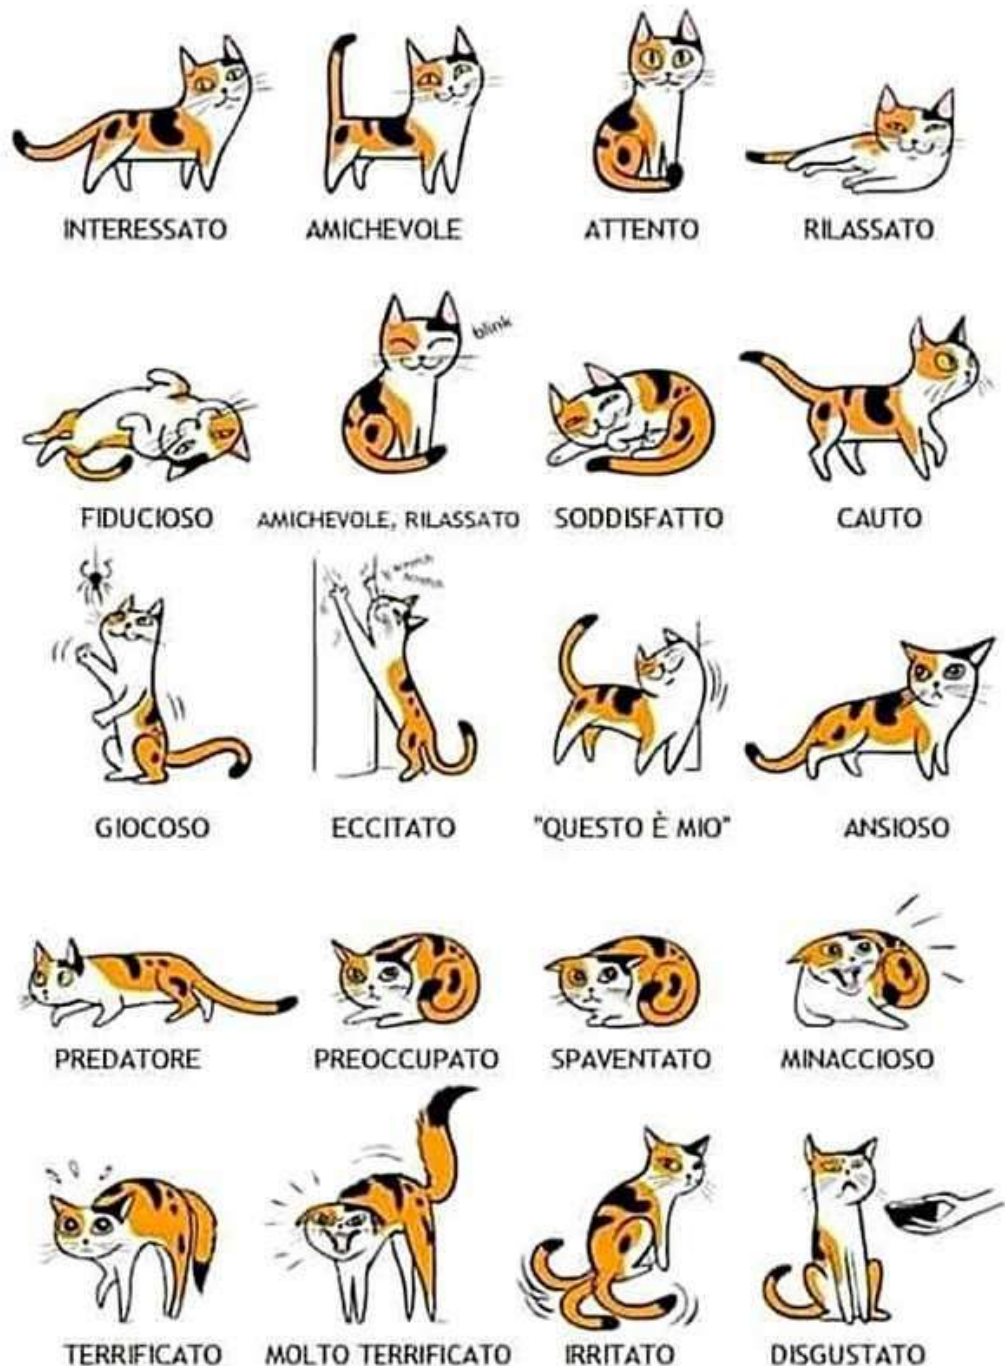 INTERESSATO
AMICHEVOLE
ATTENTO
RILASSATO
blink
FIDUCIOSO
AMICHEVOLE, RILASSATO
SODDISFATTO
CAUTO
GIOCOSO
ECCITATO
"QUESTO È MIO"
ANSIOSO
PREDATORE
PREOCCUPATO
SPAVENTATO
MINACCIOSO
TERRIFICATO
MOLTO TERRIFICATO
IRRITATO
DISGUSTATO